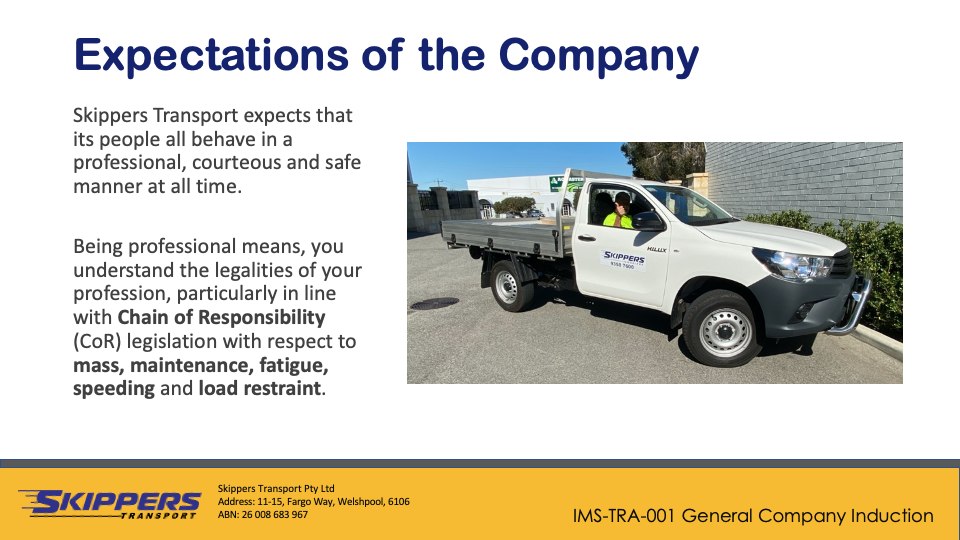 Expectations of the Company
Skippers Transport expects that
its people all behave in a
professional, courteous and safe
manner at all time.
Being professional means, you
understand the legalities of your
profession, particularly in line
with Chain of Responsibility
(CoR) legislation with respect to
mass, maintenance, fatigue,
speeding and load restraint.
HILUX
SKIPPERS
SKIPPERS
TRANSPORT
Skippers Transport Pty Ltd
Address: 11-15, Fargo Way, Welshpool, 6106
ABN: 26 008 683 967
IMS-TRA-001 General Company Induction